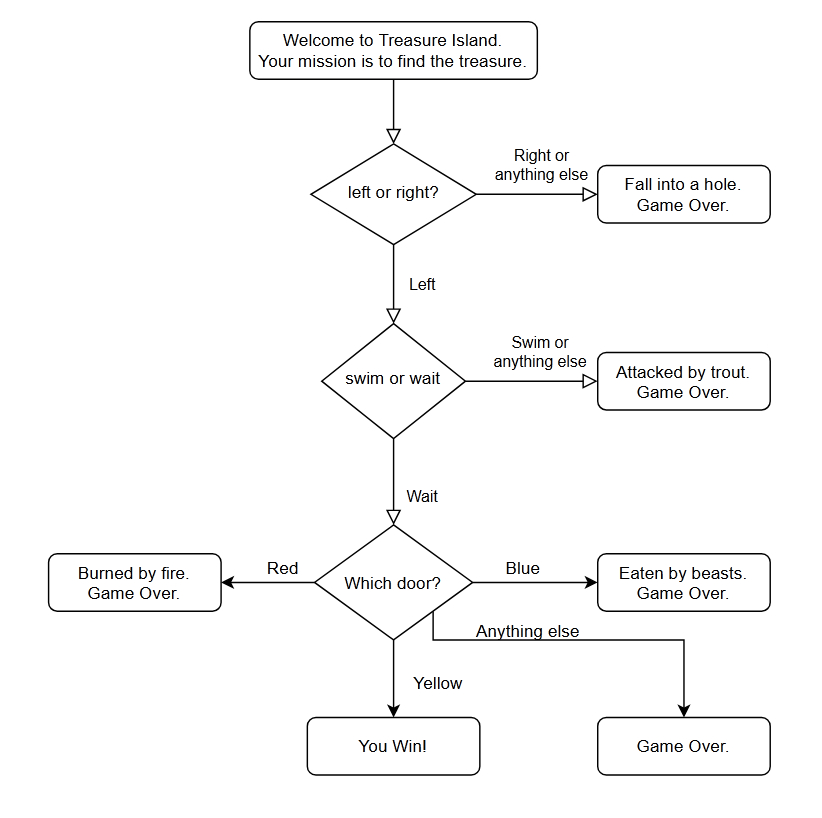 Welcome to Treasure Island.
Your mission is to find the treasure.
left or right?
Right or
anything else
Fall into a hole.
Game Over.
Left
swim or wait
Swim or
anything else
Attacked by trout.
Game Over.
Wait
Which door?
Red
Burned by fire.
Game Over.
Blue
Eaten by beasts.
Game Over.
Anything else
Yellow
You Win!
Game Over.